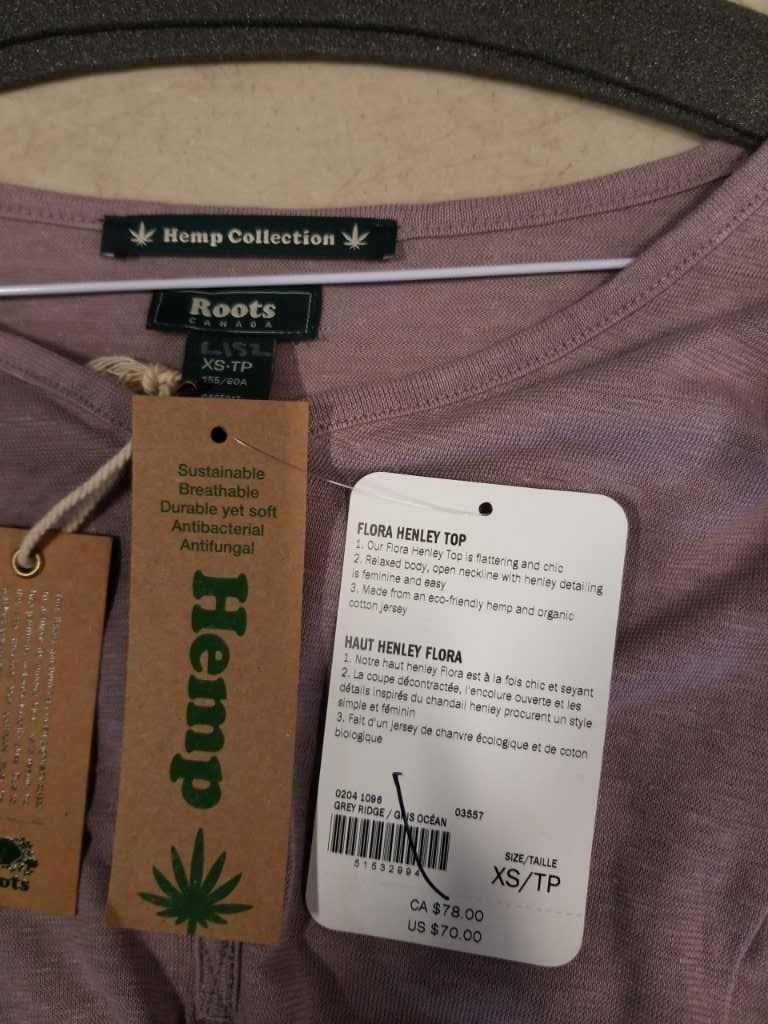 Hemp Collection
Roots
CANADA
XS·TP
155/80A
Sustainable
Breathable
Durable yet soft
Antibacterial
Antifungal
Hemp
FLORA HENLEY TOP
1. Our Flora Henley Top is flattering and chic
2. Relaxed body, open neckline with henley detailing
is feminine and easy
3. Made from an eco-friendly hemp and organic
cotton jersey
HAUT HENLEY FLORA
1. Notre haut henley Flora est à la fois chic et seyant
2. La coupe décontractée, l'encolure ouverte et les
détails inspirés du chandail henley procurent un style
simple et féminin
3. Fait d'un jersey de chanvre écologique et de coton
biologique
0204 1096 03557
GREY RIDGE / GRIS OCÉAN
51532994
SIZE/TAILLE
XS/TP
CA $78.00
US $70.00
ots